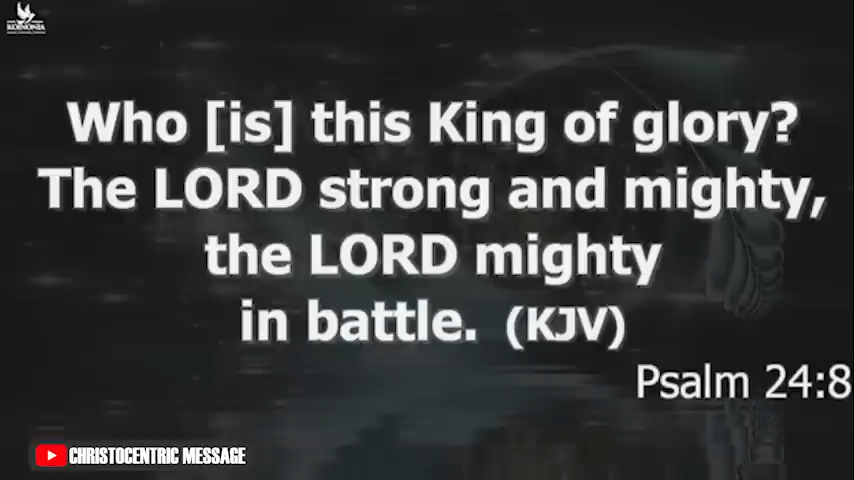 KOINONIA
Who [is] this King of glory?
The LORD strong and mighty,
the LORD mighty
in battle. (KJV)
Psalm 24:8
CHRISTOCENTRIC MESSAGE